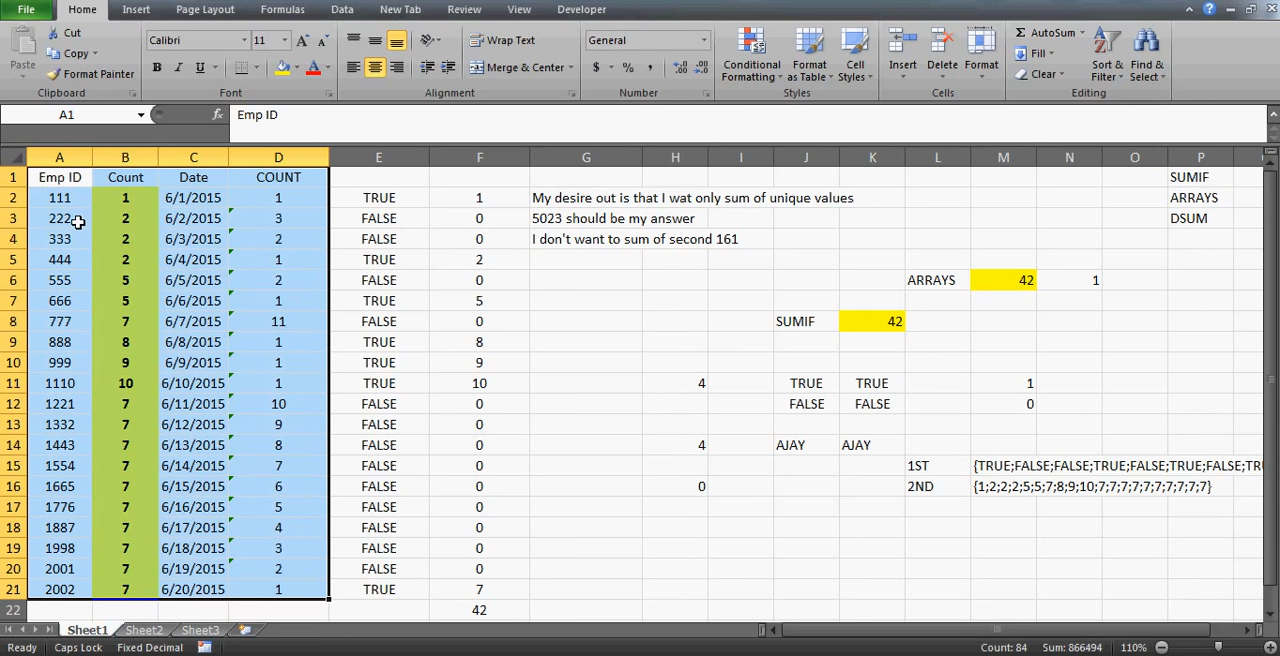 File Home Insert Page Layout Formulas Data New Tab Review View Developer
Cut Calibri 11 Wrap Text General AutoSum
Copy Fill
Paste Format Painter Merge & Center Conditional Formatting Format as Table Cell Styles Insert Delete Format Clear Sort & Filter Find & Select
Clipboard Font Alignment Number Styles Cells Editing
A1 fx Emp ID
A B C D E F G H I J K L M N O P
1 Emp ID Count Date COUNT SUMIF
2 111 1 6/1/2015 1 TRUE 1 My desire out is that I wat only sum of unique values ARRAYS
3 222 2 6/2/2015 3 FALSE 0 5023 should be my answer DSUM
4 333 2 6/3/2015 2 FALSE 0 I don't want to sum of second 161
5 444 2 6/4/2015 1 TRUE 2
6 555 5 6/5/2015 2 FALSE 0 ARRAYS 42 1
7 666 5 6/6/2015 1 TRUE 5
8 777 7 6/7/2015 11 FALSE 0 SUMIF 42
9 888 8 6/8/2015 1 TRUE 8
10 999 9 6/9/2015 1 TRUE 9
11 1110 10 6/10/2015 1 TRUE 10 4 TRUE TRUE 1
12 1221 7 6/11/2015 10 FALSE 0 FALSE FALSE 0
13 1332 7 6/12/2015 9 FALSE 0
14 1443 7 6/13/2015 8 FALSE 0 4 AJAY AJAY
15 1554 7 6/14/2015 7 FALSE 0 1ST {TRUE;FALSE;FALSE;TRUE;FALSE;TRUE;FALSE;TRU
16 1665 7 6/15/2015 6 FALSE 0 0 2ND {1;2;2;2;5;5;7;8;9;10;7;7;7;7;7;7;7;7;7;7}
17 1776 7 6/16/2015 5 FALSE 0
18 1887 7 6/17/2015 4 FALSE 0
19 1998 7 6/18/2015 3 FALSE 0
20 2001 7 6/19/2015 2 FALSE 0
21 2002 7 6/20/2015 1 TRUE 7
22 42
Sheet1 Sheet2 Sheet3
Ready Caps Lock Fixed Decimal Count: 84 Sum: 866494 110%